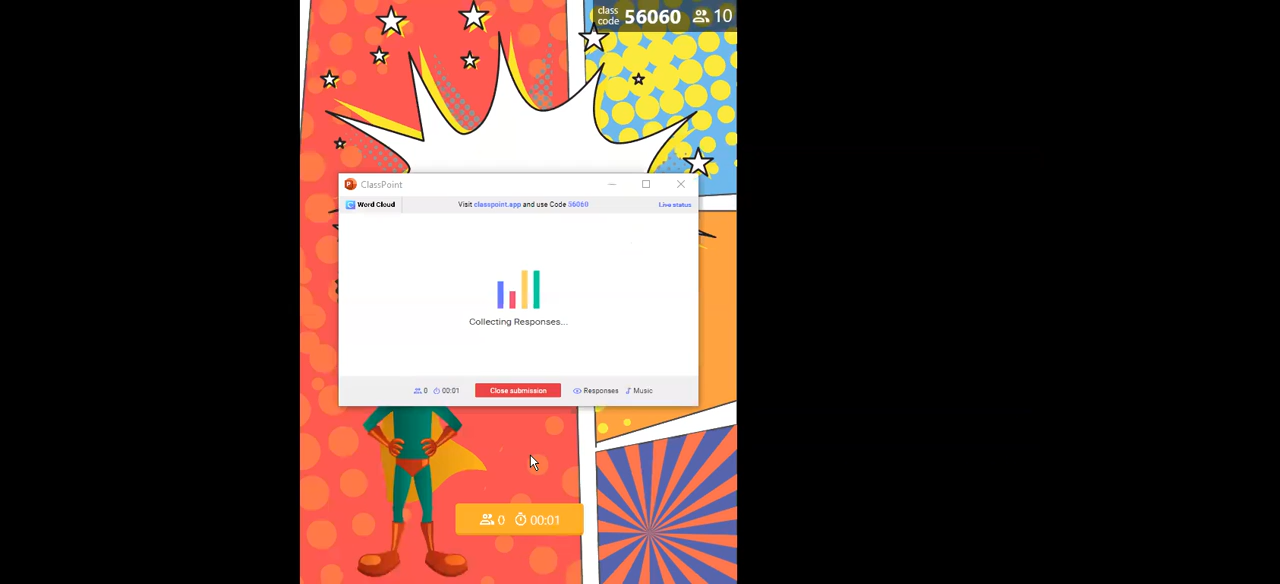 class code 56060 10
ClassPoint
Word Cloud Visit classpoint.app and use Code 56060 Live status
Collecting Responses...
0 00:01 Close submission Responses Music
0 00:01